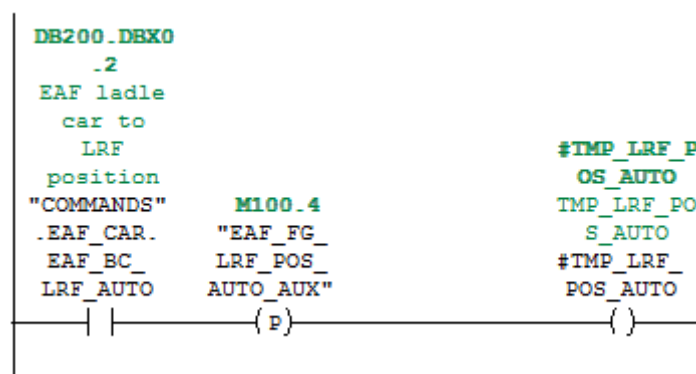 DB200.DBX0
.2
EAF ladle
car to
LRF
position
"COMMANDS"
.EAF_CAR.
EAF_BC_
LRF_AUTO
M100.4
"EAF_FG_
LRF_POS_
AUTO_AUX"
P
#TMP_LRF_P
OS_AUTO
TMP_LRF_PO
S_AUTO
#TMP_LRF_
POS_AUTO